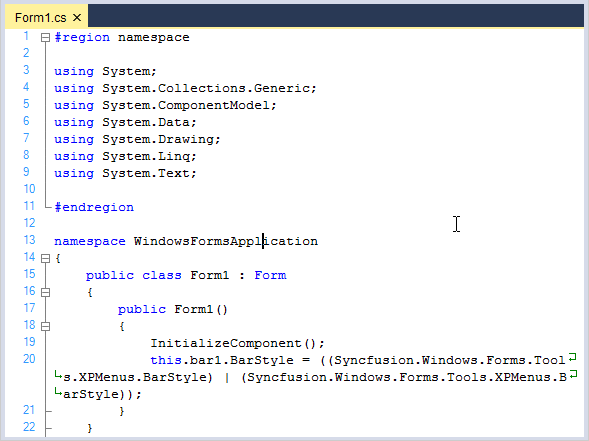 Form1.cs
1 #region namespace
2
3 using System;
4 using System.Collections.Generic;
5 using System.ComponentModel;
6 using System.Data;
7 using System.Drawing;
8 using System.Linq;
9 using System.Text;
10
11 #endregion
12
13 namespace WindowsFormsApplication
14 {
15 public class Form1 : Form
16 {
17 public Form1()
18 {
19 InitializeComponent();
20 this.bar1.BarStyle = ((Syncfusion.Windows.Forms.Tool
s.XPMenus.BarStyle) | (Syncfusion.Windows.Forms.Tools.XPMenus.B
arStyle));
21 }
22 }